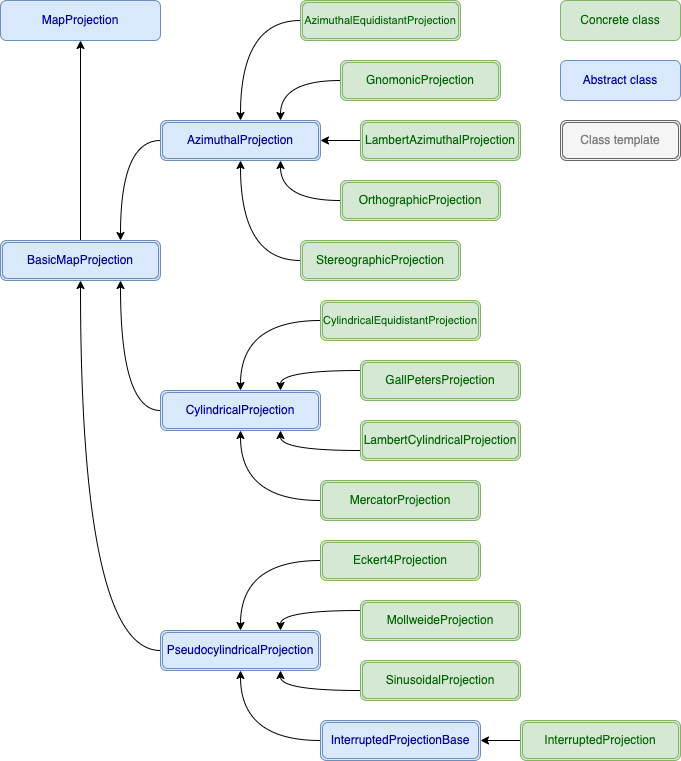 MapProjection
AzimuthalEquidistantProjection
Concrete class
GnomonicProjection
Abstract class
AzimuthalProjection
LambertAzimuthalProjection
Class template
OrthographicProjection
BasicMapProjection
StereographicProjection
CylindricalEquidistantProjection
GallPetersProjection
CylindricalProjection
LambertCylindricalProjection
MercatorProjection
Eckert4Projection
MollweideProjection
PseudocylindricalProjection
SinusoidalProjection
InterruptedProjectionBase
InterruptedProjection